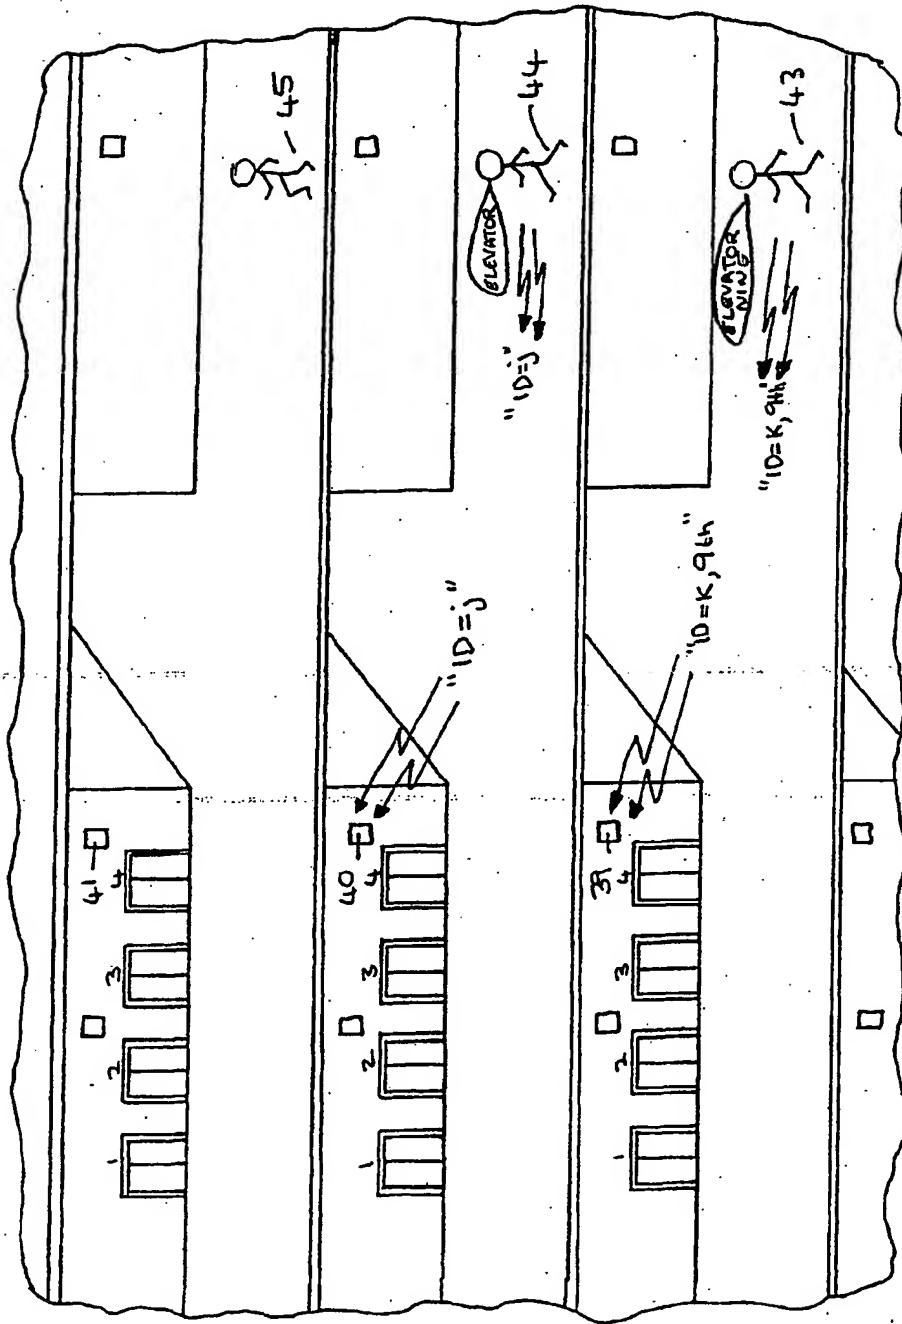 1 2 3 4 41 45
1 2 3 4 40 44
ELEVATOR
"ID=j"
"ID=j"
1 2 3 4 39 43
ELEVATOR
NINE
"ID=K,9th"
"ID=K,9th"